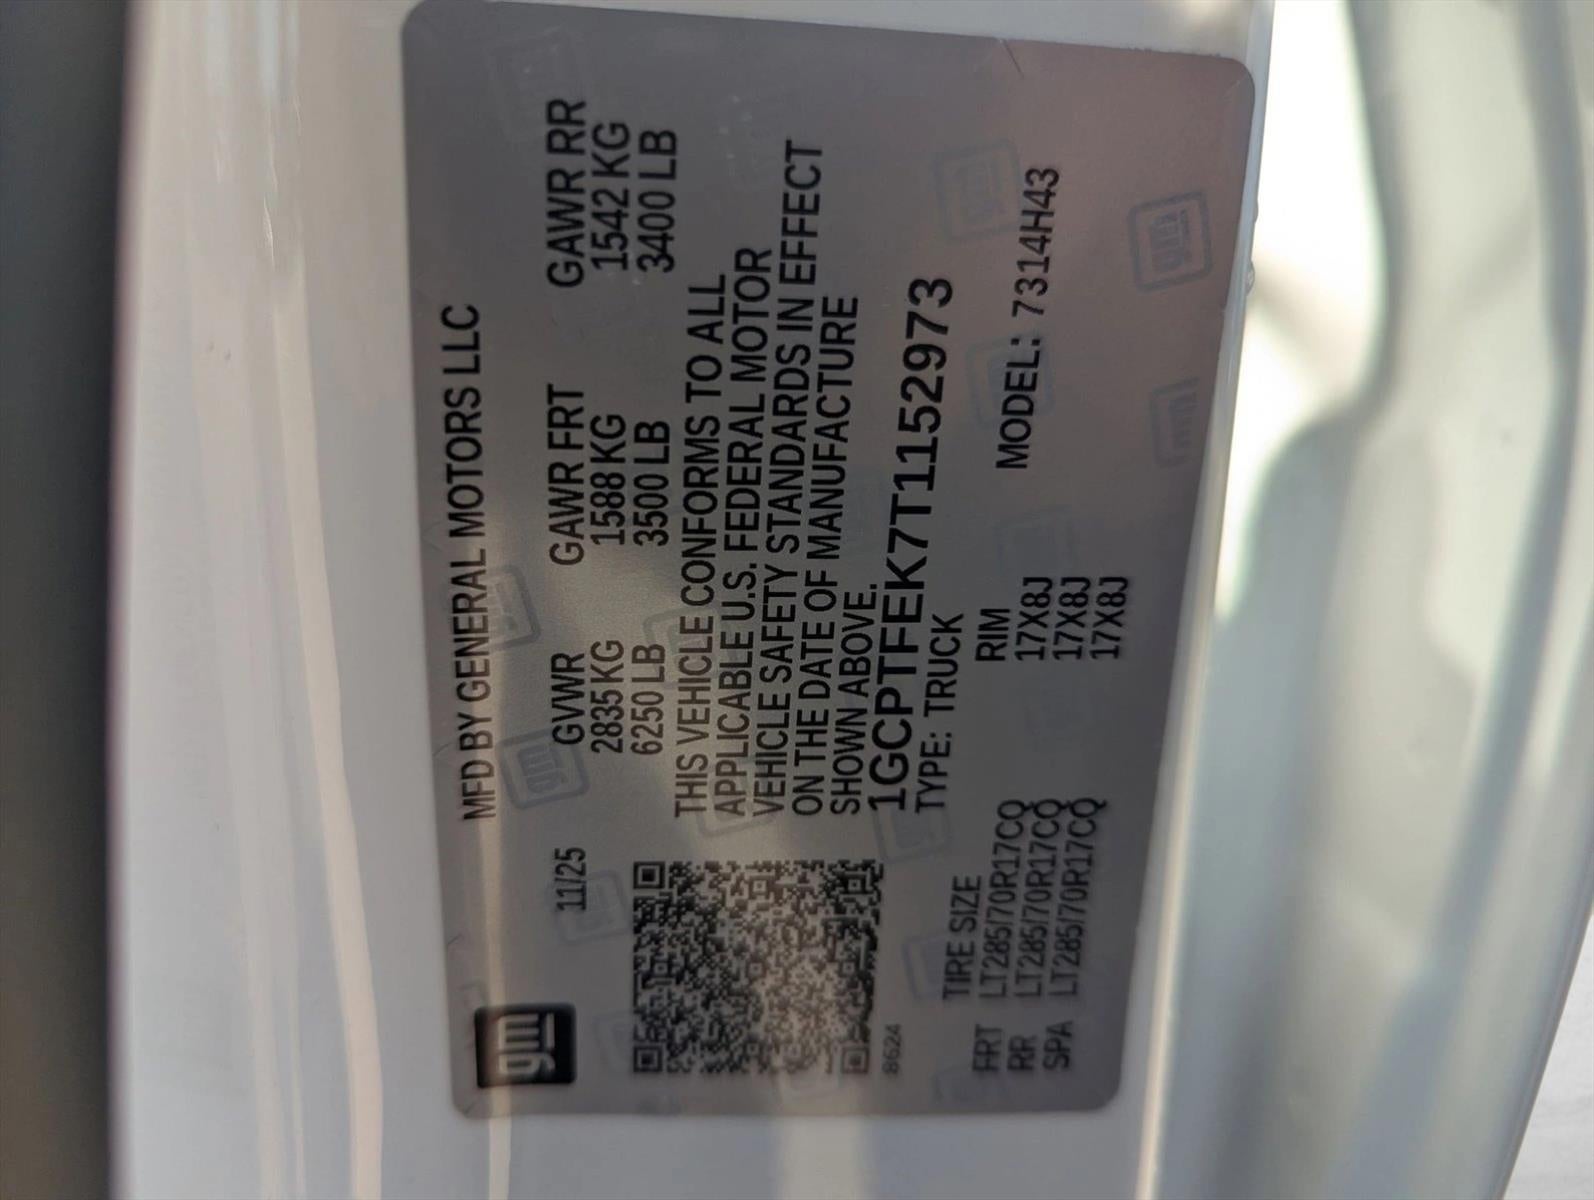 gm
MFD BY GENERAL MOTORS LLC
11/25 GVWR GAWR FRT GAWR RR
2835 KG 1588 KG 1542 KG
6250 LB 3500 LB 3400 LB
THIS VEHICLE CONFORMS TO ALL
APPLICABLE U.S. FEDERAL MOTOR
VEHICLE SAFETY STANDARDS IN EFFECT
ON THE DATE OF MANUFACTURE
SHOWN ABOVE.
1GCPTFEK7T1152973
8624 TYPE: TRUCK
MODEL: 7314H43
TIRE SIZE RIM
FRT LT285/70R17CQ 17X8J
RR LT285/70R17CQ 17X8J
SPA LT285/70R17CQ 17X8J